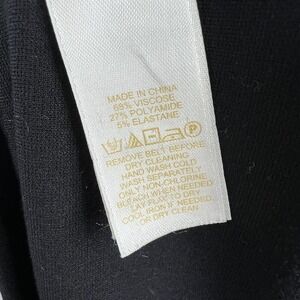 MADE IN CHINA
68% VISCOSE
27% POLYAMIDE
5% ELASTANE
P
REMOVE BELT BEFORE
DRY CLEANING
HAND WASH COLD
WASH SEPARATELY
ONLY NON-CHLORINE
BLEACH WHEN NEEDED
LAY FLAT TO DRY
COOL IRON IF NEEDED
OR DRY CLEAN